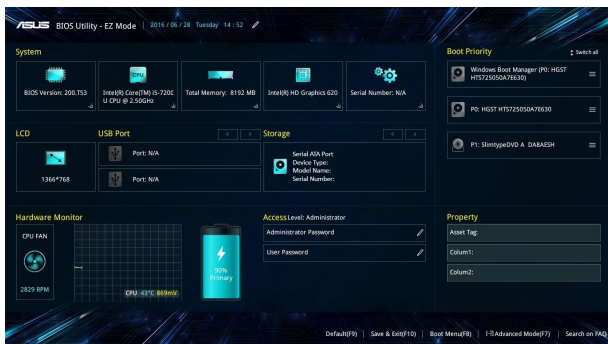 ASUS BIOS Utility - EZ Mode 2016 / 06 / 28 Tuesday 14 : 52
System
BIOS Version: 200.T53
CPU
Intel(R) Core(TM) i5-7200
U CPU @ 2.50GHz
Total Memory: 8192 MB
Intel(R) HD Graphics 620
Serial Number: N/A
LCD
1366*768
USB Port
Port: N/A
Port: N/A
Storage
Serial ATA Port
Device Type:
Model Name:
Serial Number:
Hardware Monitor
CPU FAN
2829 RPM
CPU 43°C 869mV
90%
Primary
Access Level: Administrator
Administrator Password
User Password
Boot Priority
Switch all
Windows Boot Manager (P0: HGST
HTS725050A7E630)
P0: HGST HTS725050A7E630
P1: SlimtypeDVD A DA8AESH
Property
Asset Tag:
Colum1:
Colum2:
Default(F9) | Save & Exit(F10) | Boot Menu(F8) | Advanced Mode(F7) | Search on FAQ